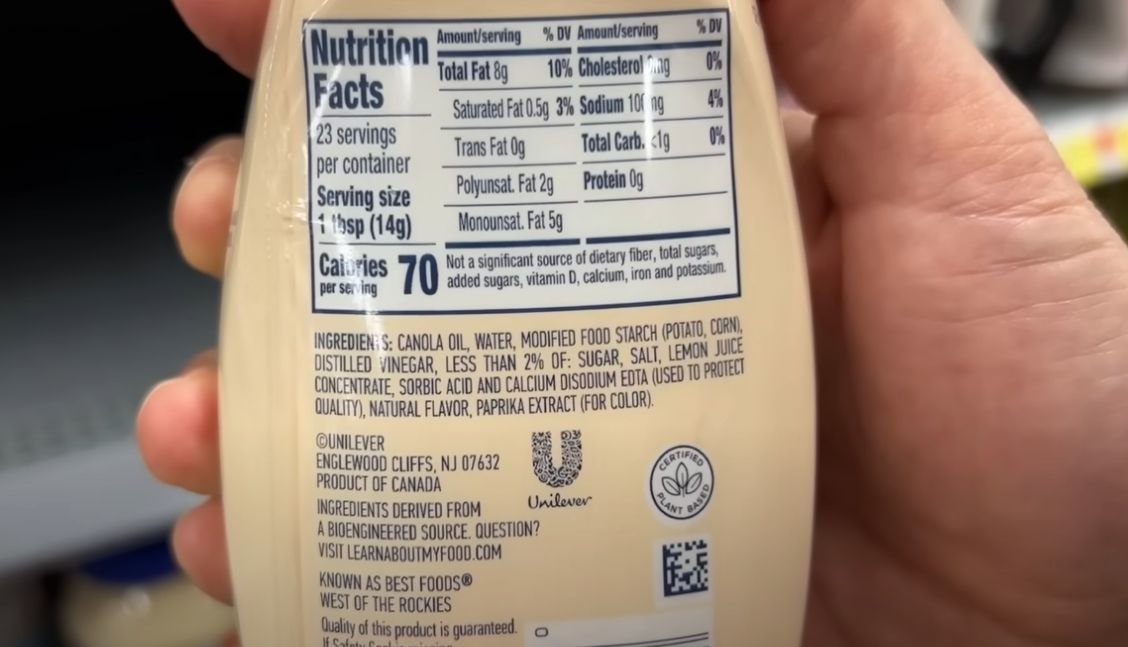 Nutrition Facts
23 servings
per container
Serving size
1 tbsp (14g)
Calories 70
per serving
Amount/serving % DV
Total Fat 8g 10%
Saturated Fat 0.5g 3%
Trans Fat 0g
Polyunsat. Fat 2g
Monounsat. Fat 5g
Amount/serving % DV
Cholesterol 0%
Sodium 100mg 4%
Total Carb. <1g 0%
Protein 0g
Not a significant source of dietary fiber, total sugars,
added sugars, vitamin D, calcium, iron and potassium.
INGREDIENTS: CANOLA OIL, WATER, MODIFIED FOOD STARCH (POTATO, CORN),
DISTILLED VINEGAR, LESS THAN 2% OF: SUGAR, SALT, LEMON JUICE
CONCENTRATE, SORBIC ACID AND CALCIUM DISODIUM EDTA (USED TO PROTECT
QUALITY), NATURAL FLAVOR, PAPRIKA EXTRACT (FOR COLOR).
©UNILEVER
ENGLEWOOD CLIFFS, NJ 07632
PRODUCT OF CANADA
Unilever
CERTIFIED
PLANT BASED
INGREDIENTS DERIVED FROM
A BIOENGINEERED SOURCE. QUESTION?
VISIT LEARNABOUTMYFOOD.COM
KNOWN AS BEST FOODS®
WEST OF THE ROCKIES
Quality of this product is guaranteed.